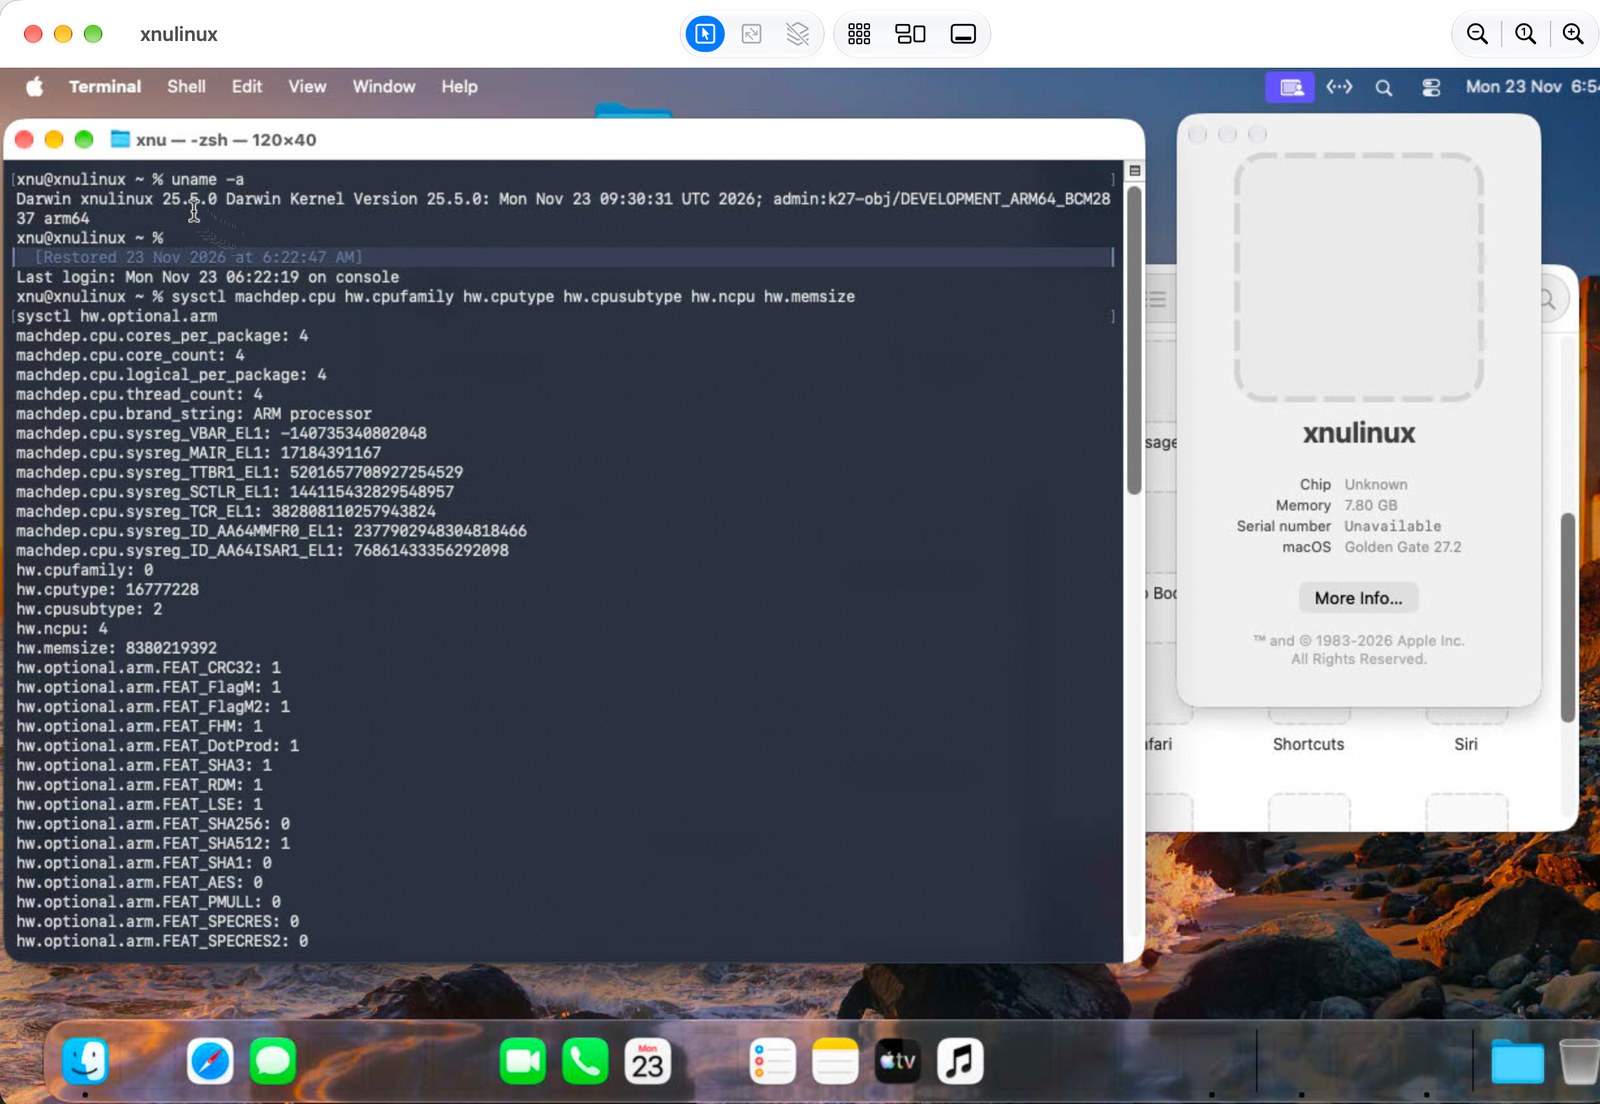 xnulinux
Terminal Shell Edit View Window Help
Mon 23 Nov 6:54
xnu — -zsh — 120×40
[xnu@xnulinux ~ % uname -a ]
Darwin xnulinux 25.5.0 Darwin Kernel Version 25.5.0: Mon Nov 23 09:30:31 UTC 2026; admin:k27-obj/DEVELOPMENT_ARM64_BCM28
37 arm64
xnu@xnulinux ~ %
[Restored 23 Nov 2026 at 6:22:47 AM]
Last login: Mon Nov 23 06:22:19 on console
xnu@xnulinux ~ % sysctl machdep.cpu hw.cpufamily hw.cputype hw.cpusubtype hw.ncpu hw.memsize
[sysctl hw.optional.arm ]
machdep.cpu.cores_per_package: 4
machdep.cpu.core_count: 4
machdep.cpu.logical_per_package: 4
machdep.cpu.thread_count: 4
machdep.cpu.brand_string: ARM processor
machdep.cpu.sysreg_VBAR_EL1: -140735340802048
machdep.cpu.sysreg_MAIR_EL1: 17184391167
machdep.cpu.sysreg_TTBR1_EL1: 5201657708927254529
machdep.cpu.sysreg_SCTLR_EL1: 144115432829548957
machdep.cpu.sysreg_TCR_EL1: 382808110257943824
machdep.cpu.sysreg_ID_AA64MMFR0_EL1: 2377902948304818466
machdep.cpu.sysreg_ID_AA64ISAR1_EL1: 76861433356292098
hw.cpufamily: 0
hw.cputype: 16777228
hw.cpusubtype: 2
hw.ncpu: 4
hw.memsize: 8380219392
hw.optional.arm.FEAT_CRC32: 1
hw.optional.arm.FEAT_FlagM: 1
hw.optional.arm.FEAT_FlagM2: 1
hw.optional.arm.FEAT_FHM: 1
hw.optional.arm.FEAT_DotProd: 1
hw.optional.arm.FEAT_SHA3: 1
hw.optional.arm.FEAT_RDM: 1
hw.optional.arm.FEAT_LSE: 1
hw.optional.arm.FEAT_SHA256: 0
hw.optional.arm.FEAT_SHA512: 1
hw.optional.arm.FEAT_SHA1: 0
hw.optional.arm.FEAT_AES: 0
hw.optional.arm.FEAT_PMULL: 0
hw.optional.arm.FEAT_SPECRES: 0
hw.optional.arm.FEAT_SPECRES2: 0
xnulinux
Chip Unknown
Memory 7.80 GB
Serial number Unavailable
macOS Golden Gate 27.2
More Info...
™ and © 1983-2026 Apple Inc.
All Rights Reserved.
sage
Boo
fari
Shortcuts
Siri
Mon
23
tv